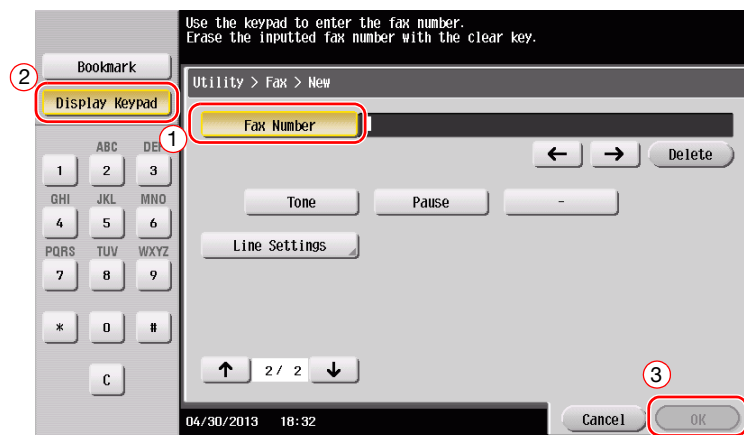 Use the keypad to enter the fax number.
Erase the inputted fax number with the clear key.
2
Bookmark
Display Keypad
Utility > Fax > New
1
Fax Number
← → Delete
ABC
1 2 3
GHI JKL MNO
4 5 6
PQRS TUV WXYZ
7 8 9
* 0 #
C
Tone Pause -
Line Settings
↑ 2/ 2 ↓
3
04/30/2013 18:32
Cancel OK